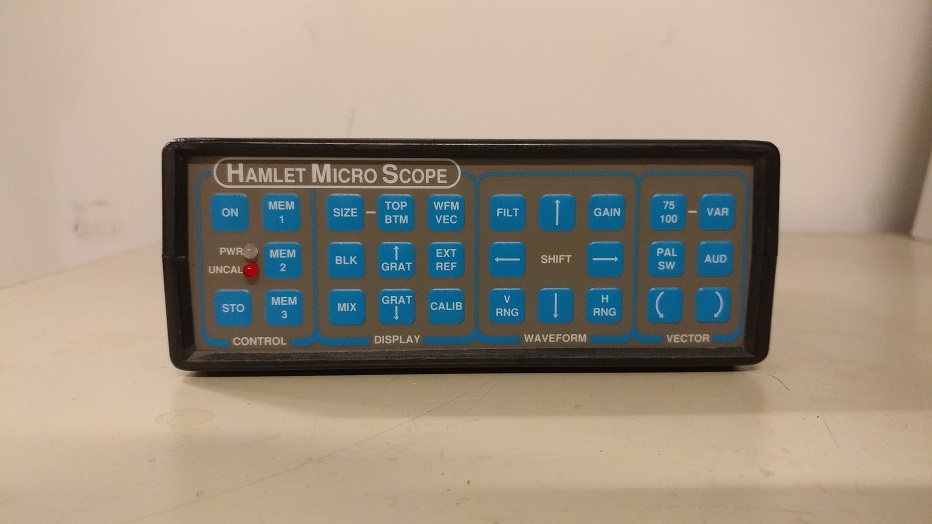 HAMLET MICRO SCOPE
ON
MEM
1
PWR
UNCAL
MEM
2
STO
MEM
3
CONTROL
SIZE
TOP
BTM
WFM
VEC
BLK
↑
GRAT
EXT
REF
MIX
GRAT
↓
CALIB
DISPLAY
FILT
↑
GAIN
←
SHIFT
→
V
RNG
↓
H
RNG
WAVEFORM
75
100
VAR
PAL
SW
AUD
(
)
VECTOR